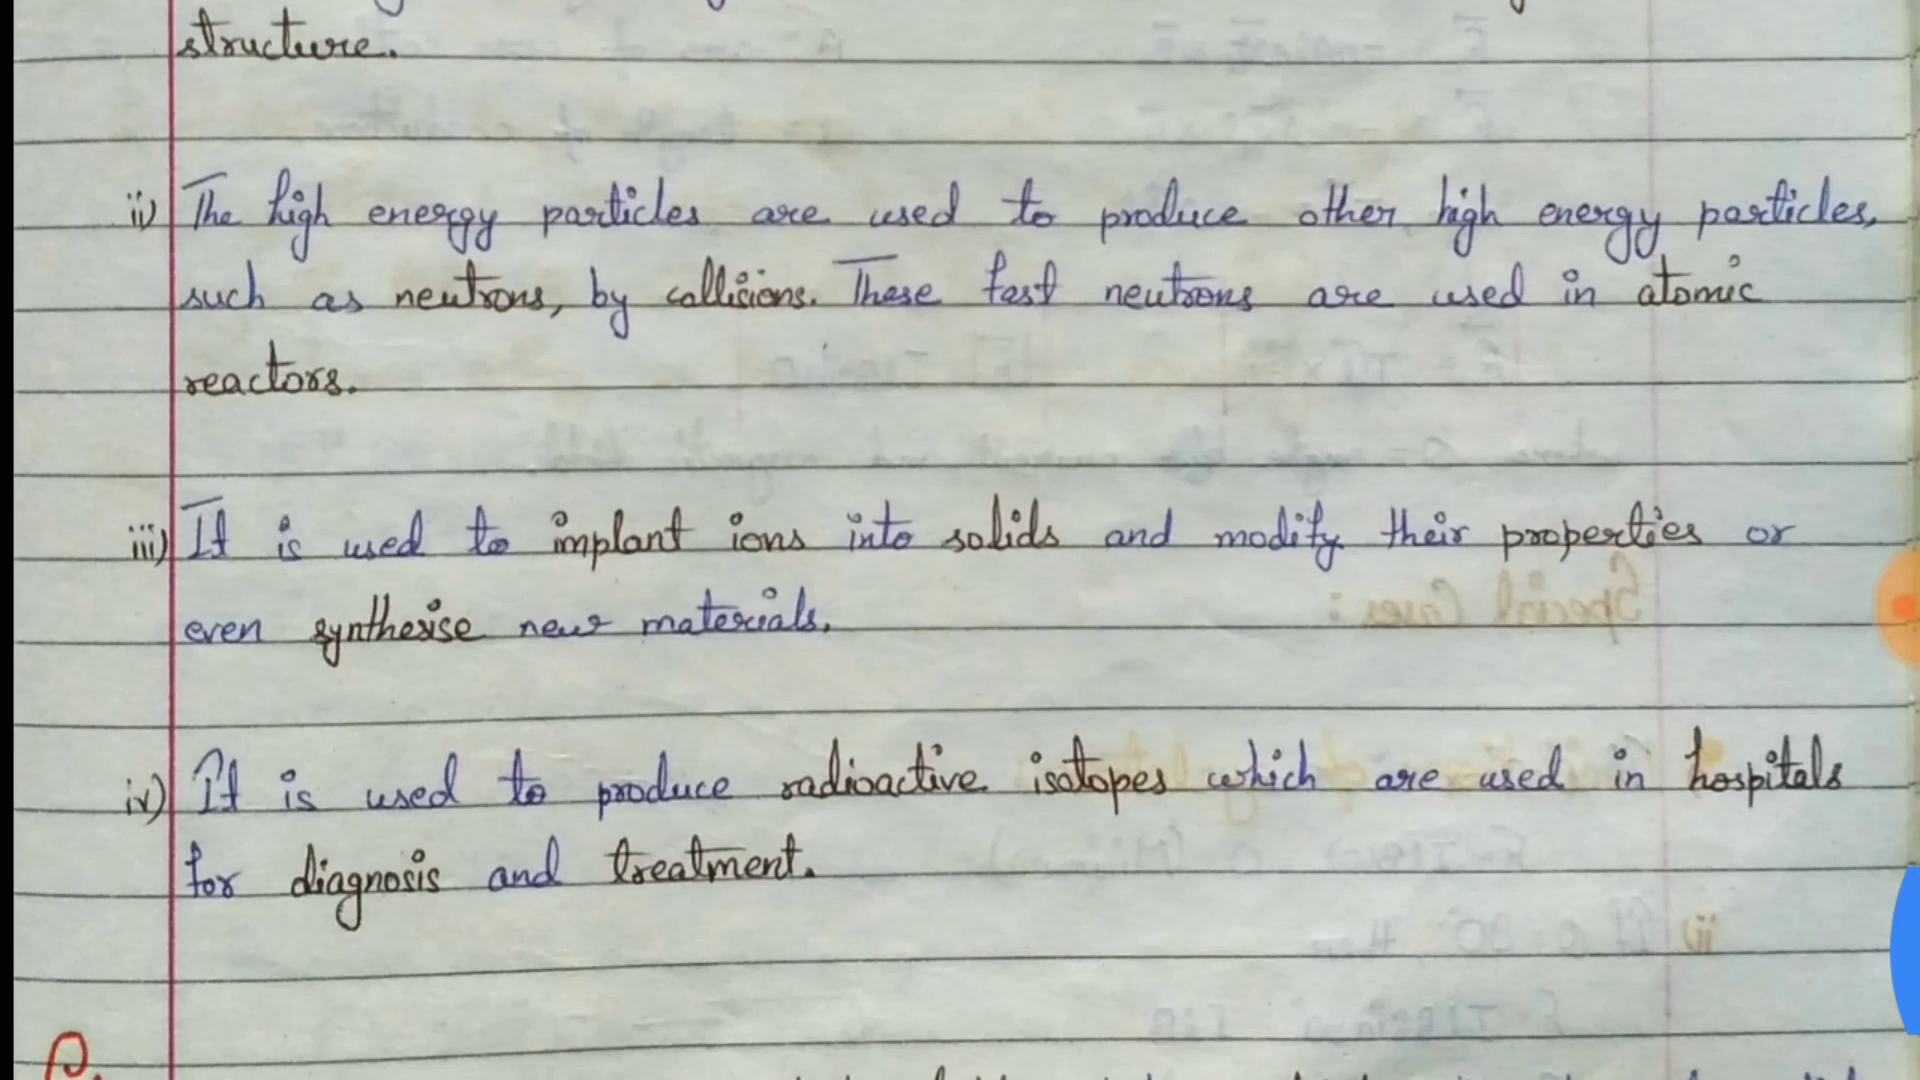 structure.
ii) The high energy particles are used to produce other high energy particles,
such as neutrons, by collisions. These fast neutrons are used in atomic
reactors.
iii) It is used to implant ions into solids and modify their properties or
even synthesise new materials.
iv) It is used to produce radioactive isotopes which are used in hospitals
for diagnosis and treatment.